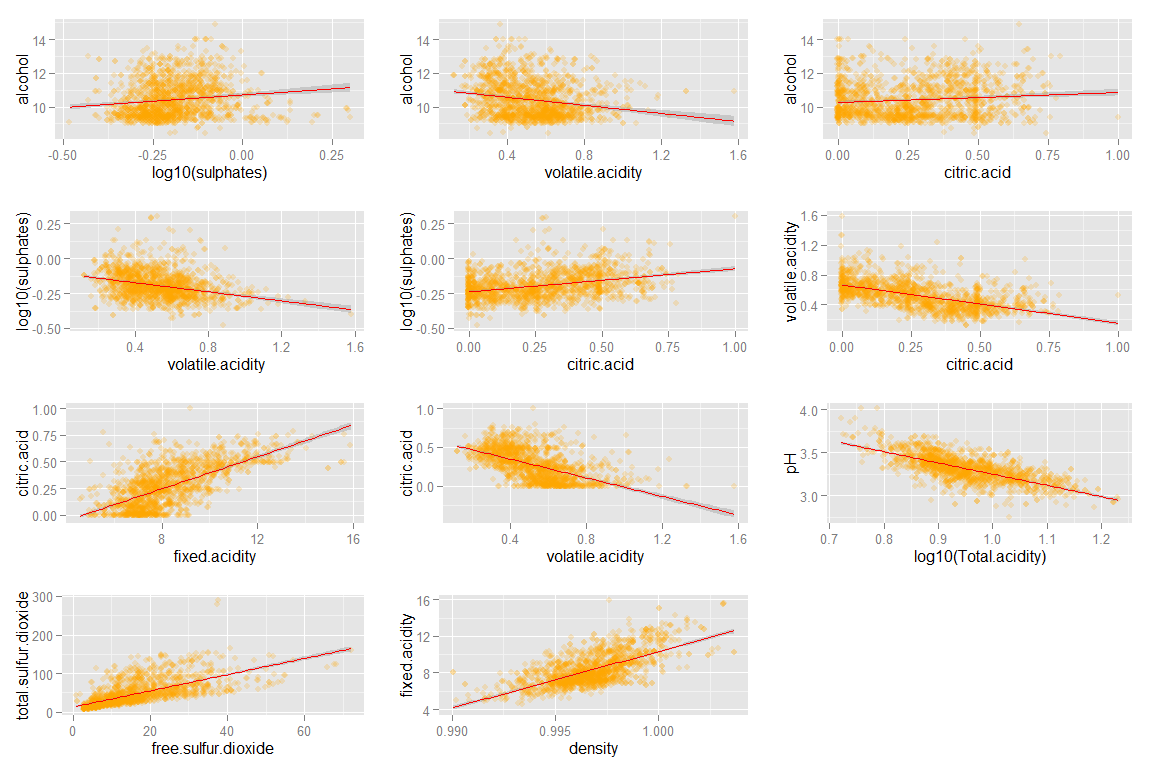 14
12
10
alcohol
-0.50 -0.25 0.00 0.25
log10(sulphates)
14
12
10
alcohol
0.4 0.8 1.2 1.6
volatile.acidity
14
12
10
alcohol
0.00 0.25 0.50 0.75 1.00
citric.acid
0.25
0.00
-0.25
-0.50
log10(sulphates)
0.4 0.8 1.2 1.6
volatile.acidity
0.25
0.00
-0.25
-0.50
log10(sulphates)
0.00 0.25 0.50 0.75 1.00
citric.acid
1.6
1.2
0.8
0.4
volatile.acidity
0.00 0.25 0.50 0.75 1.00
citric.acid
1.00
0.75
0.50
0.25
0.00
citric.acid
8 12 16
fixed.acidity
1.0
0.5
0.0
citric.acid
0.4 0.8 1.2 1.6
volatile.acidity
4.0
3.5
3.0
pH
0.7 0.8 0.9 1.0 1.1 1.2
log10(Total.acidity)
300
200
100
0
total.sulfur.dioxide
0 20 40 60
free.sulfur.dioxide
16
12
8
4
fixed.acidity
0.990 0.995 1.000
density